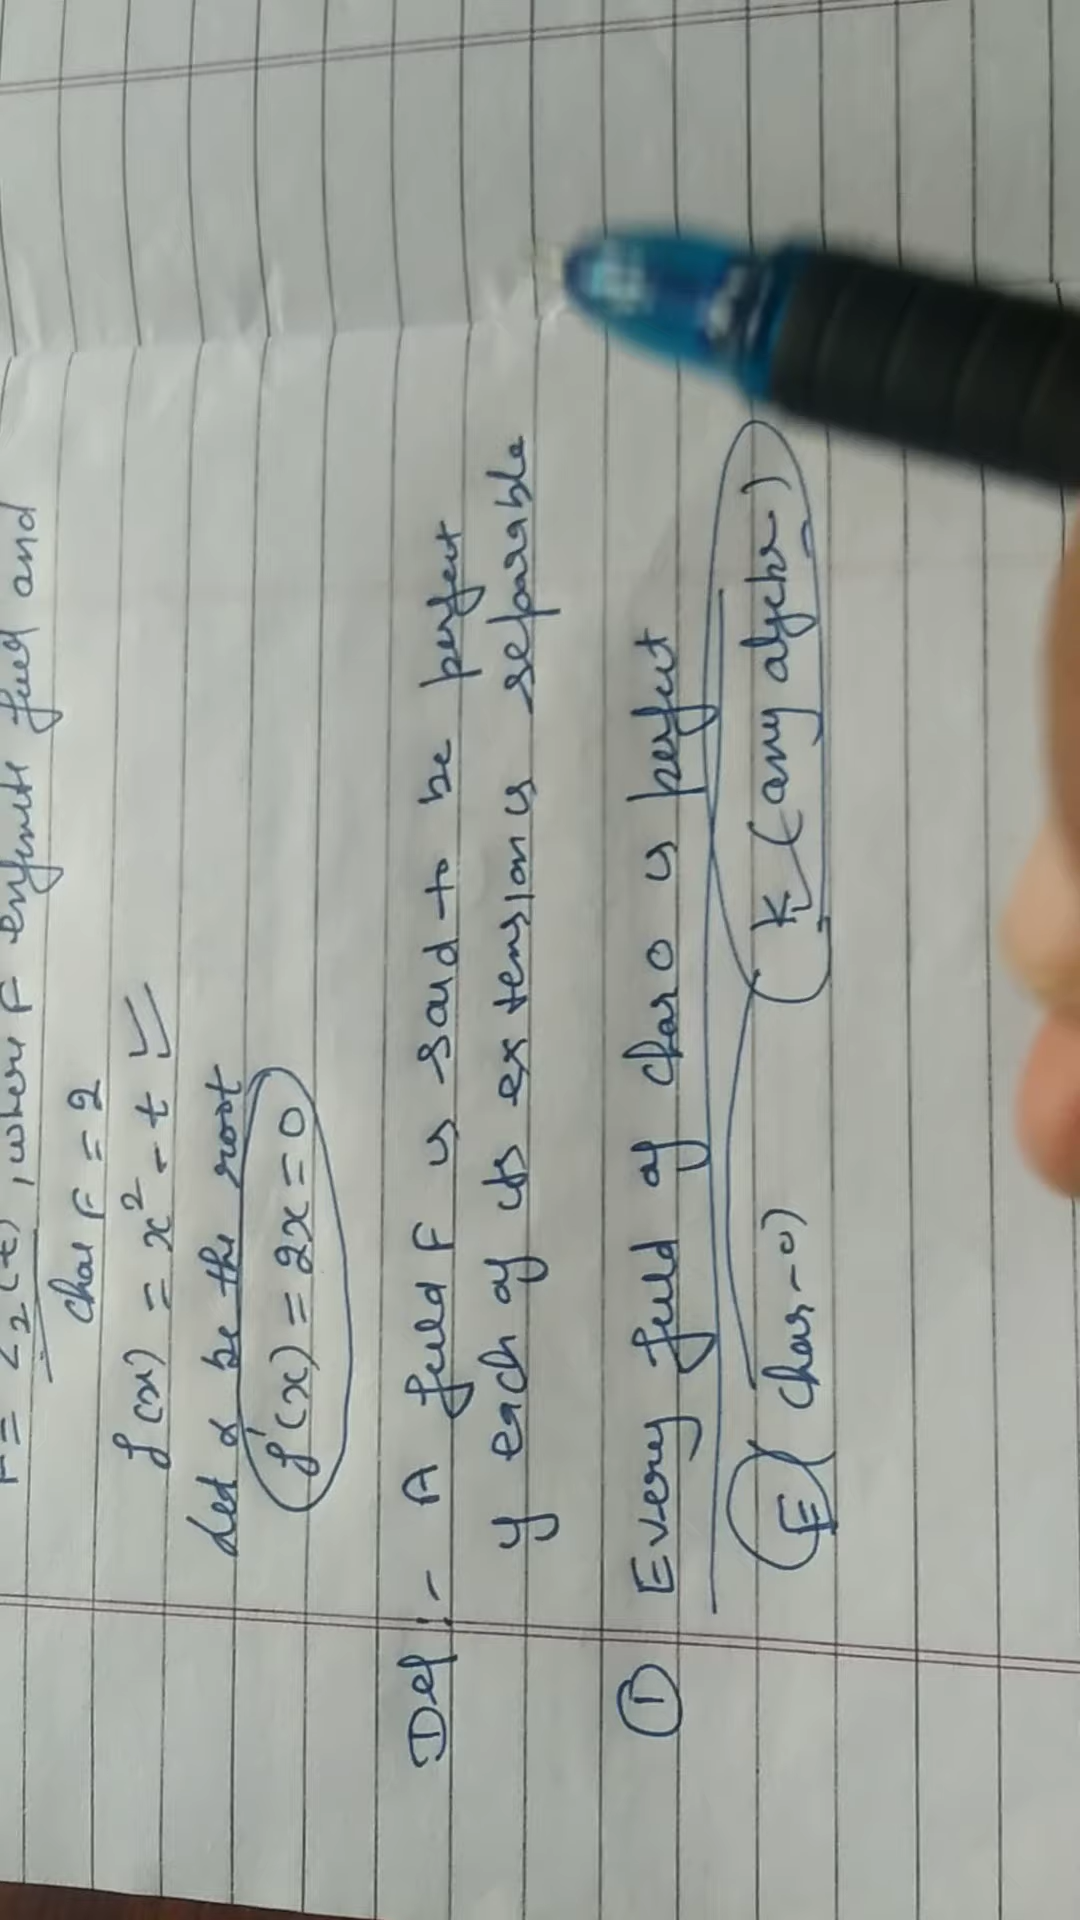 F = Z2(t), where F infinite field and
char F = 2
f(x) = x² - t
Let α be the root
f'(x) = 2x = 0
Def :- A field F is said to be perfect
if each of its extension is separable
① Every field of char 0 is perfect
E (char-0) K (any algebr)